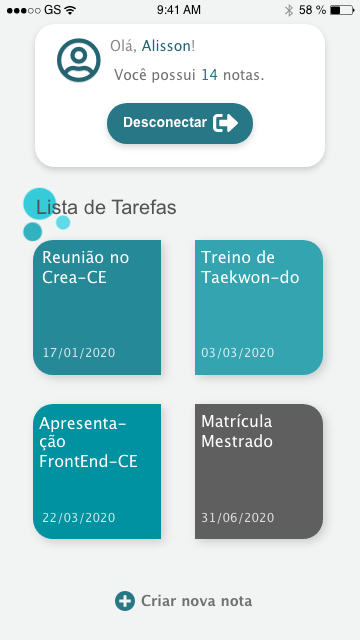 GS 9:41 AM 58 %
Olá, Alisson!
Você possui 14 notas.
Desconectar
Lista de Tarefas
Reunião no
Crea-CE
17/01/2020
Treino de
Taekwon-do
03/03/2020
Apresenta-
ção
FrontEnd-CE
22/03/2020
Matrícula
Mestrado
31/06/2020
Criar nova nota